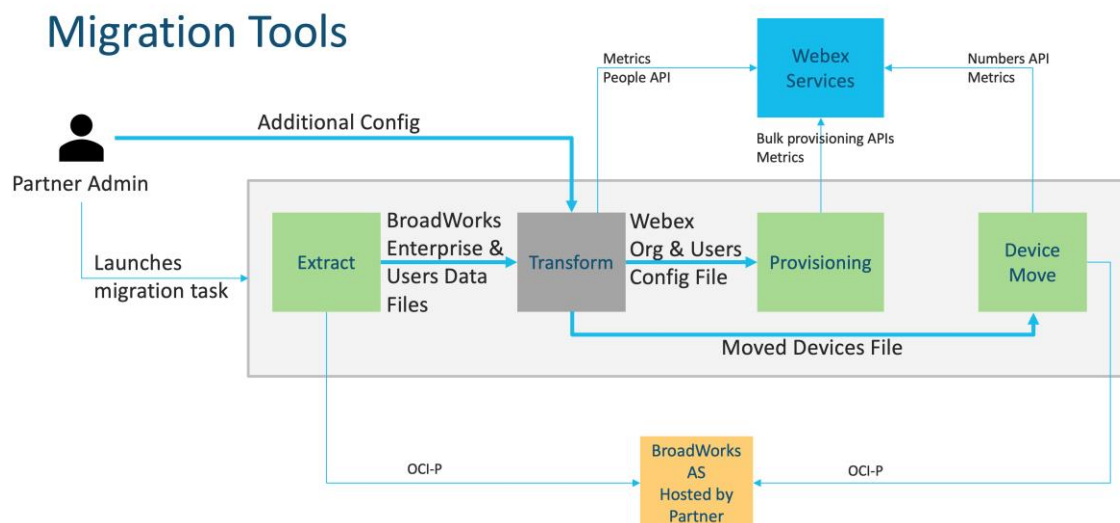 Migration Tools
Metrics
People API
Webex
Services
Numbers API
Metrics
Additional Config
Bulk provisioning APIs
Metrics
Partner Admin
Launches
migration task
Extract
BroadWorks
Enterprise &
Users Data
Files
Transform
Webex
Org & Users
Config File
Provisioning
Device
Move
Moved Devices File
OCI-P
BroadWorks
AS
Hosted by
Partner
OCI-P